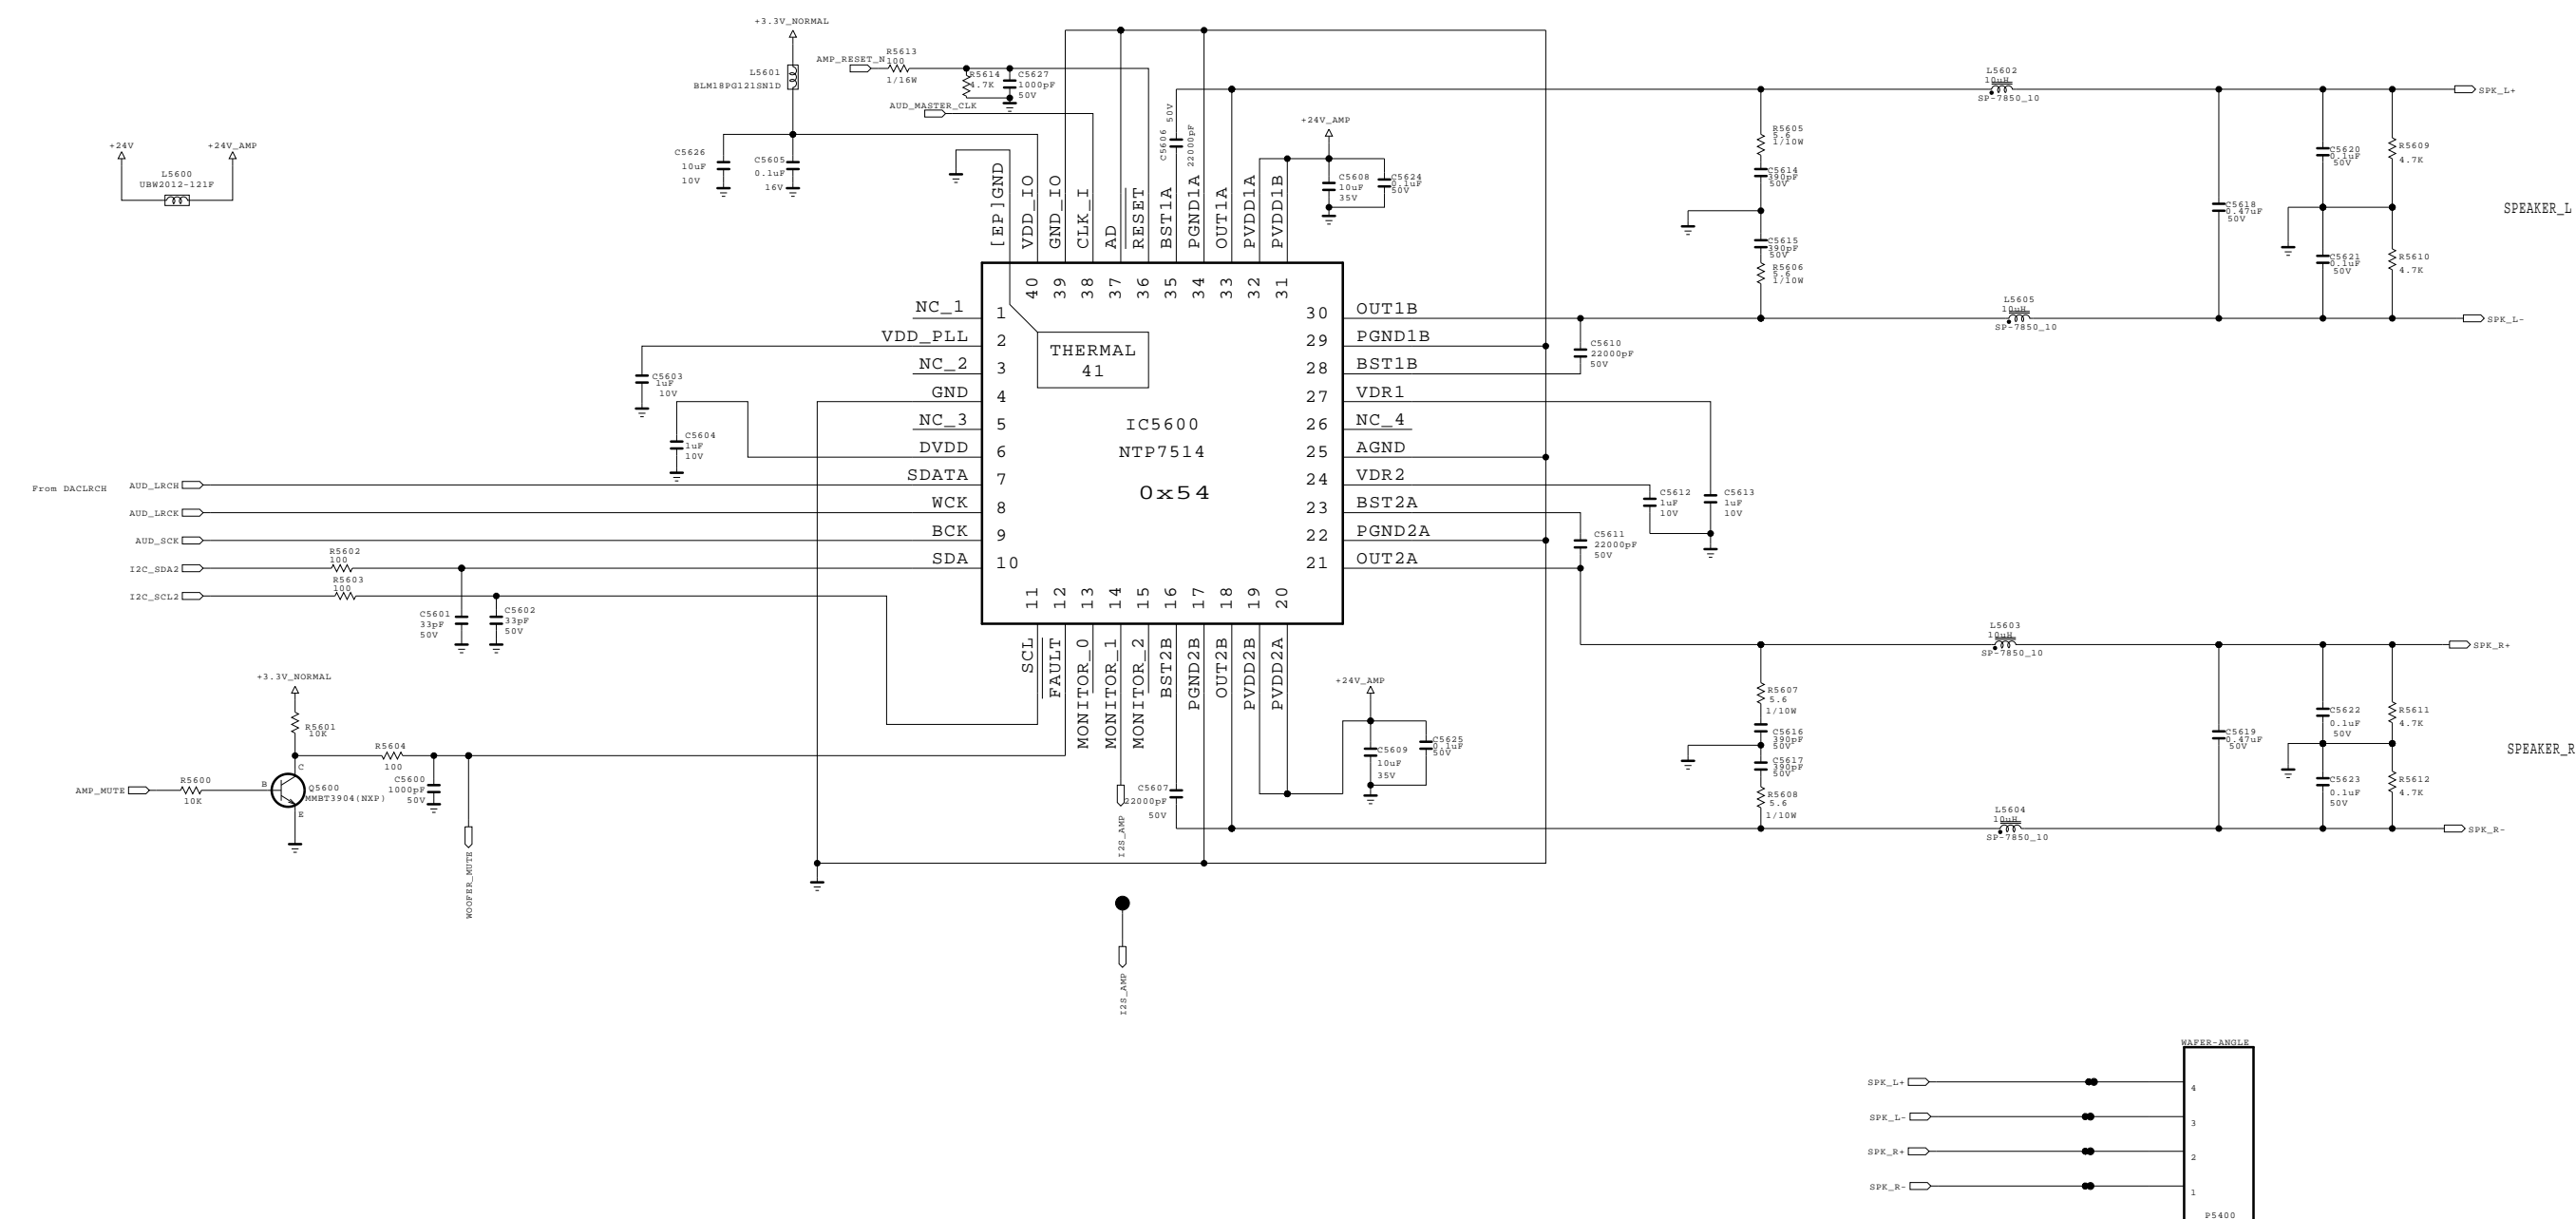 +3.3V_NORMAL
L5601
BLM18PG121SN1D
AMP_RESET_N
R5613
100
1/16W
R5614
4.7K
C5627
1000pF
50V
AUD_MASTER_CLK
+24V
+24V_AMP
L5600
UBW2012-121F
C5626
10uF
10V
C5605
0.1uF
16V
C5606 50V
22000pF
+24V_AMP
C5608
10uF
35V
C5624
0.1uF
50V
[EP]GND
VDD_IO
GND_IO
CLK_I
AD
RESET
BST1A
PGND1A
OUT1A
PVDD1A
PVDD1B
40
39
38
37
36
35
34
33
32
31
NC_1
1
VDD_PLL
2
NC_2
3
GND
4
NC_3
5
DVDD
6
SDATA
7
WCK
8
BCK
9
SDA
10
THERMAL
41
IC5600
NTP7514
0x54
30
OUT1B
29
PGND1B
28
BST1B
27
VDR1
26
NC_4
25
AGND
24
VDR2
23
BST2A
22
PGND2A
21
OUT2A
11
12
13
14
15
16
17
18
19
20
SCL
FAULT
MONITOR_0
MONITOR_1
MONITOR_2
BST2B
PGND2B
OUT2B
PVDD2B
PVDD2A
C5603
1uF
10V
C5604
1uF
10V
From DACLRCH
AUD_LRCH
AUD_LRCK
AUD_SCK
I2C_SDA2
R5602
100
I2C_SCL2
R5603
100
C5601
33pF
50V
C5602
33pF
50V
+3.3V_NORMAL
R5601
10K
R5604
100
C5600
1000pF
50V
AMP_MUTE
R5600
10K
B
C
E
Q5600
MMBT3904(NXP)
WOOFER_MUTE
I2S_AMP
I2S_AMP
C5607
22000pF
50V
+24V_AMP
C5609
10uF
35V
C5625
0.1uF
50V
C5610
22000pF
50V
C5611
22000pF
50V
C5612
1uF
10V
C5613
1uF
10V
L5602
10uH
SP-7850_10
R5605
5.6
1/10W
C5614
390pF
50V
C5615
390pF
50V
R5606
5.6
1/10W
L5605
10uH
SP-7850_10
C5618
0.47uF
50V
C5620
0.1uF
50V
C5621
0.1uF
50V
R5609
4.7K
R5610
4.7K
SPK_L+
SPEAKER_L
SPK_L-
L5603
10uH
SP-7850_10
R5607
5.6
1/10W
C5616
390pF
50V
C5617
390pF
50V
R5608
5.6
1/10W
L5604
10uH
SP-7850_10
C5619
0.47uF
50V
C5622
0.1uF
50V
C5623
0.1uF
50V
R5611
4.7K
R5612
4.7K
SPK_R+
SPEAKER_R
SPK_R-
WAFER-ANGLE
SPK_L+
4
SPK_L-
3
SPK_R+
2
SPK_R-
1
P5400